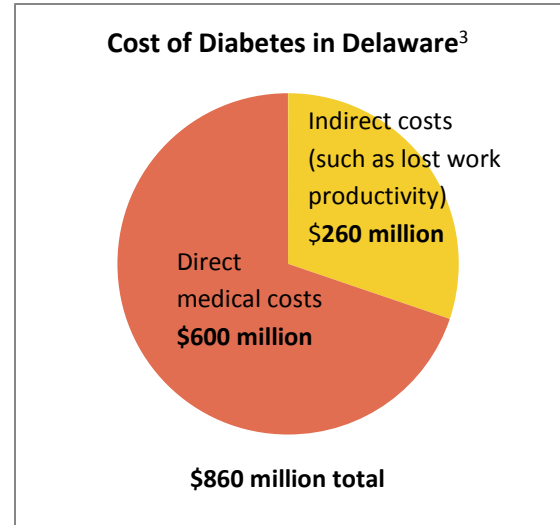 Cost of Diabetes in Delaware³
Indirect costs
(such as lost work
productivity)
$260 million
Direct
medical costs
$600 million
$860 million total